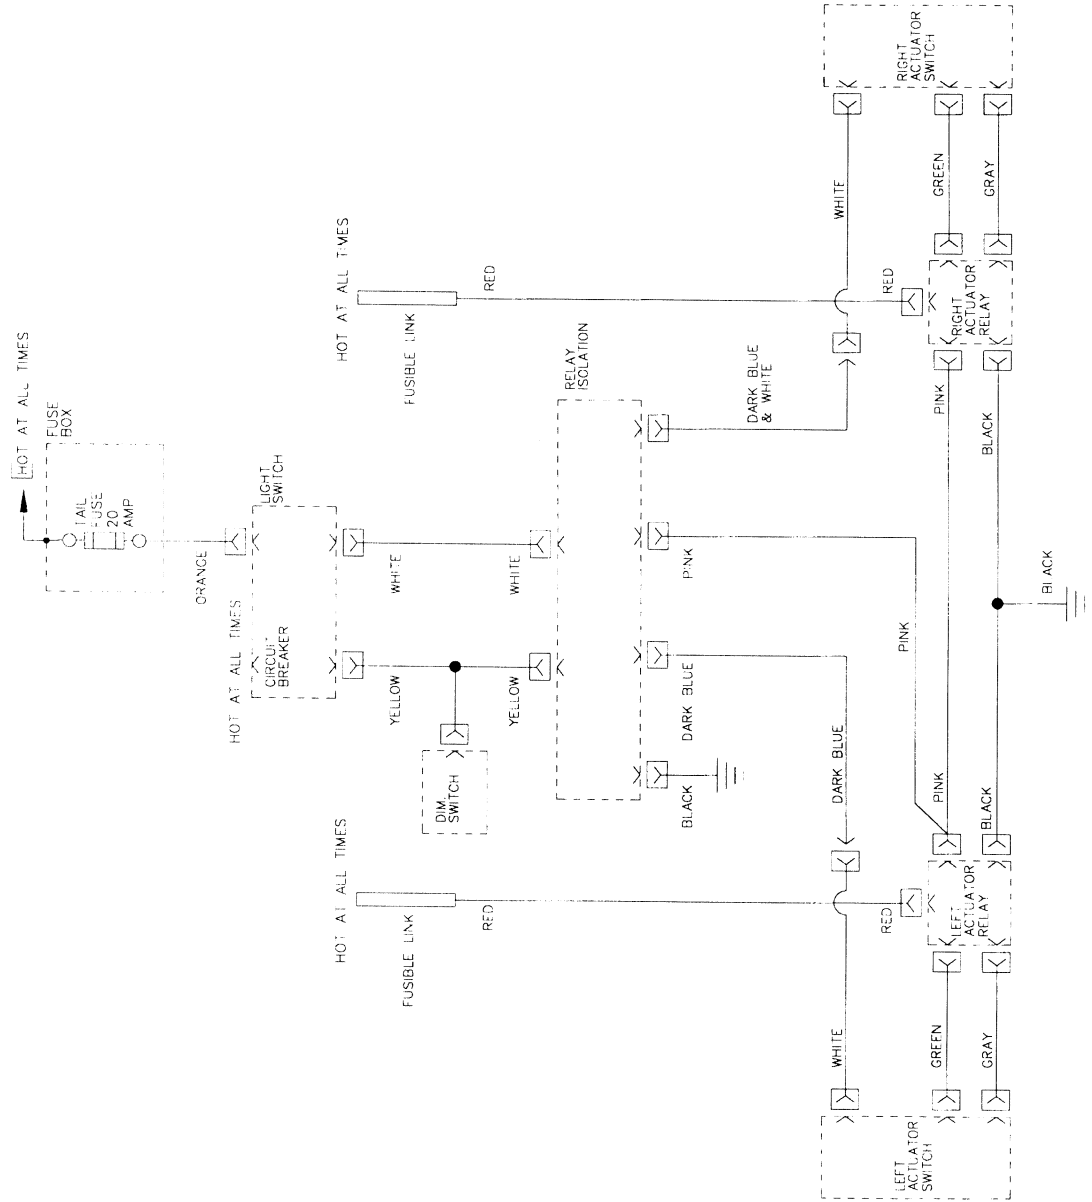 HOT AT ALL TIMES
FUSE
BOX
TAIL
FUSE
20
AMP
ORANGE
LIGHT
SWITCH
HOT AT ALL TIMES
CIRCUIT
BREAKER
WHITE
YELLOW
WHITE
YELLOW
DIM.
SWITCH
RELAY
ISOLATION
HOT AT ALL TIMES
FUSIBLE LINK
RED
HOT AT ALL TIMES
FUSIBLE LINK
RED
BLACK
DARK BLUE
PINK
DARK BLUE
& WHITE
DARK BLUE
WHITE
WHITE
RED
RED
PINK
PINK
PINK
BLACK
BLACK
BLACK
LEFT
ACTUATOR
RELAY
RIGHT
ACTUATOR
RELAY
GREEN
GRAY
GREEN
GRAY
LEFT
ACTUATOR
SWITCH
RIGHT
ACTUATOR
SWITCH